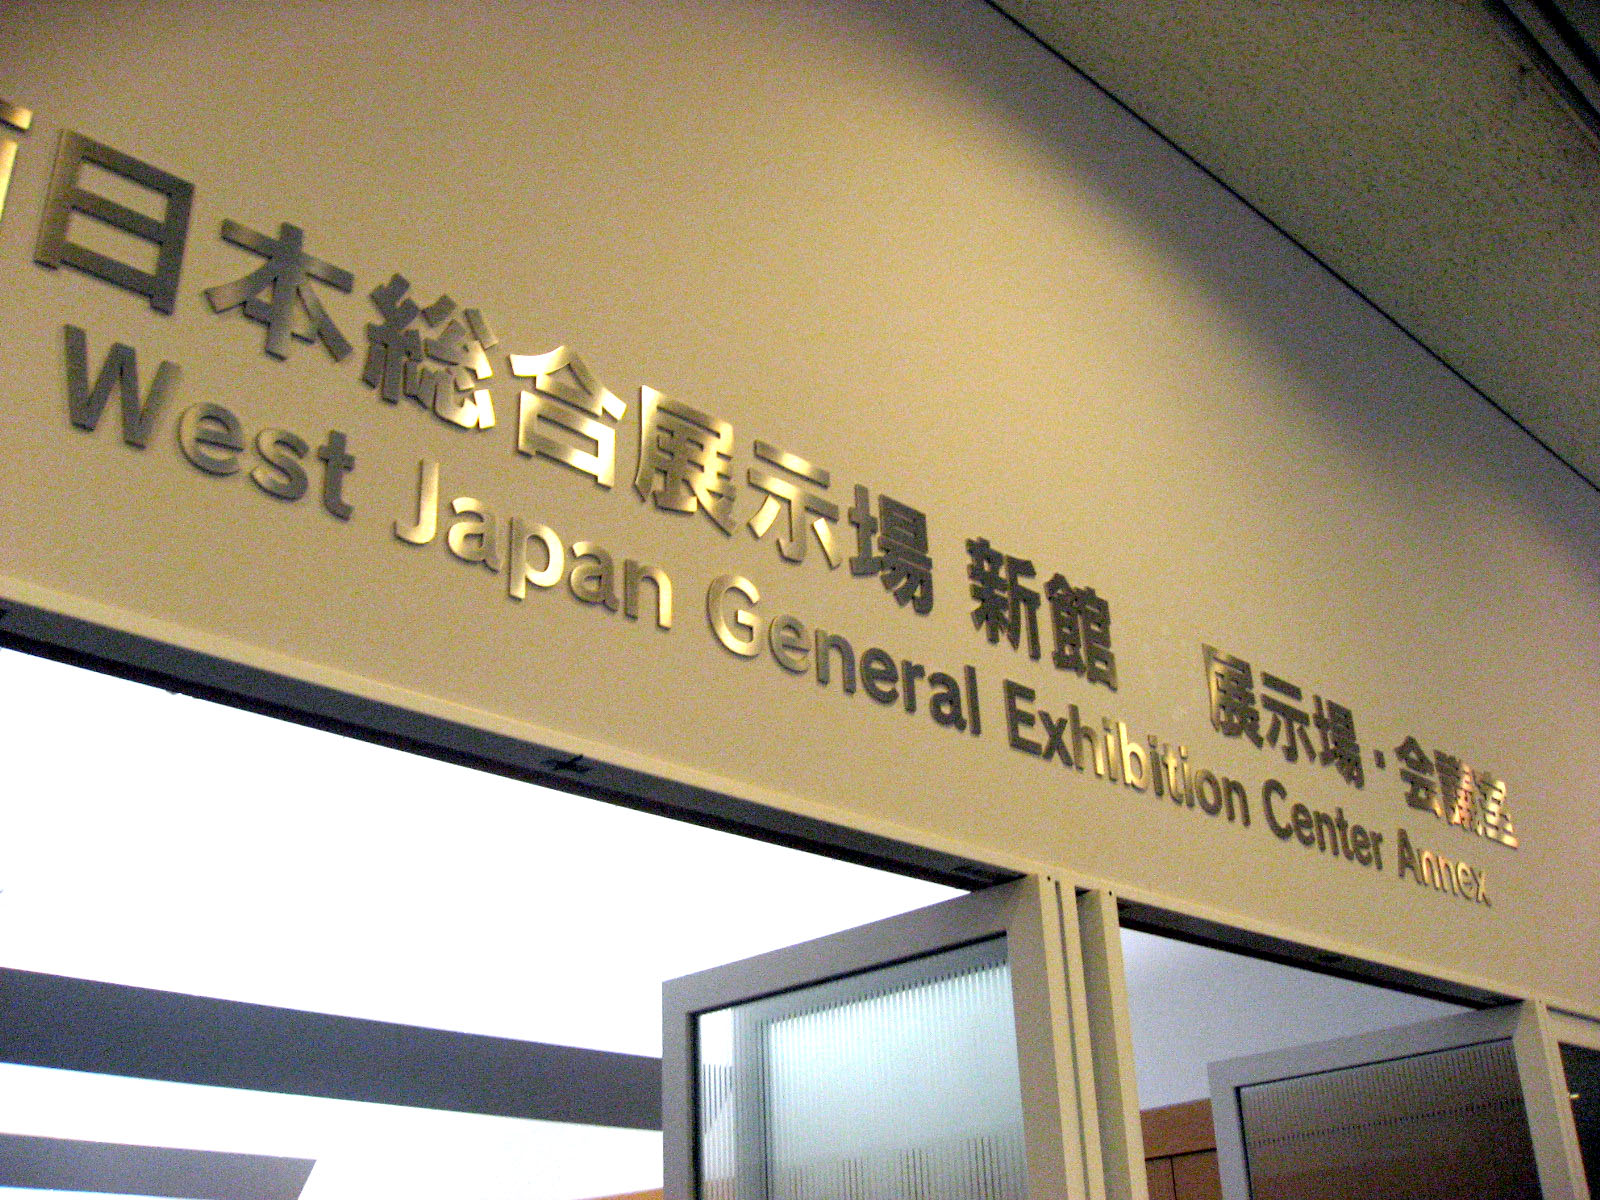 日本総合展示場 新館 展示場・会議室
West Japan General Exhibition Center Annex